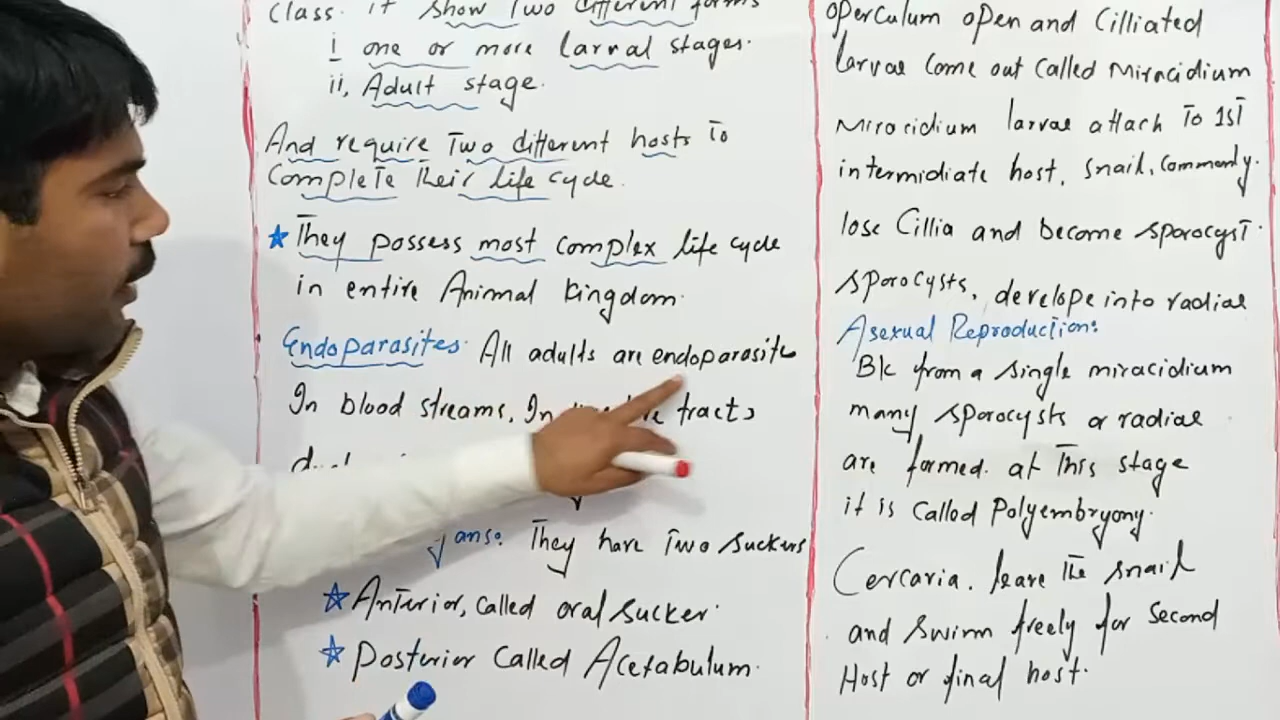 class. it show Two different forms
i one or more larval stages.
ii, Adult stage.
And require Two different hosts To
Complete Their life cycle.
They possess most complex life cycle
in entire Animal kingdom.
Endoparasites. All adults are endoparasite
In blood streams, In tracts
They have Two suckers
Anterior, called oral sucker.
Posterior called Acetabulum.
operculum open and Cilliated
larvae come out called Miracidium
Miracidium larvae attach To 1st
intermidiate host, snail, commonly.
lose Cillia and become sporocyst.
sporocysts, develope into radial
Asexual Reproduction:
B/c from a single miracidium
many sporocysts or radial
are formed. at This stage
it is called Polyembryony.
Cercaria. leave The snail
and swim freely for second
Host or final host.